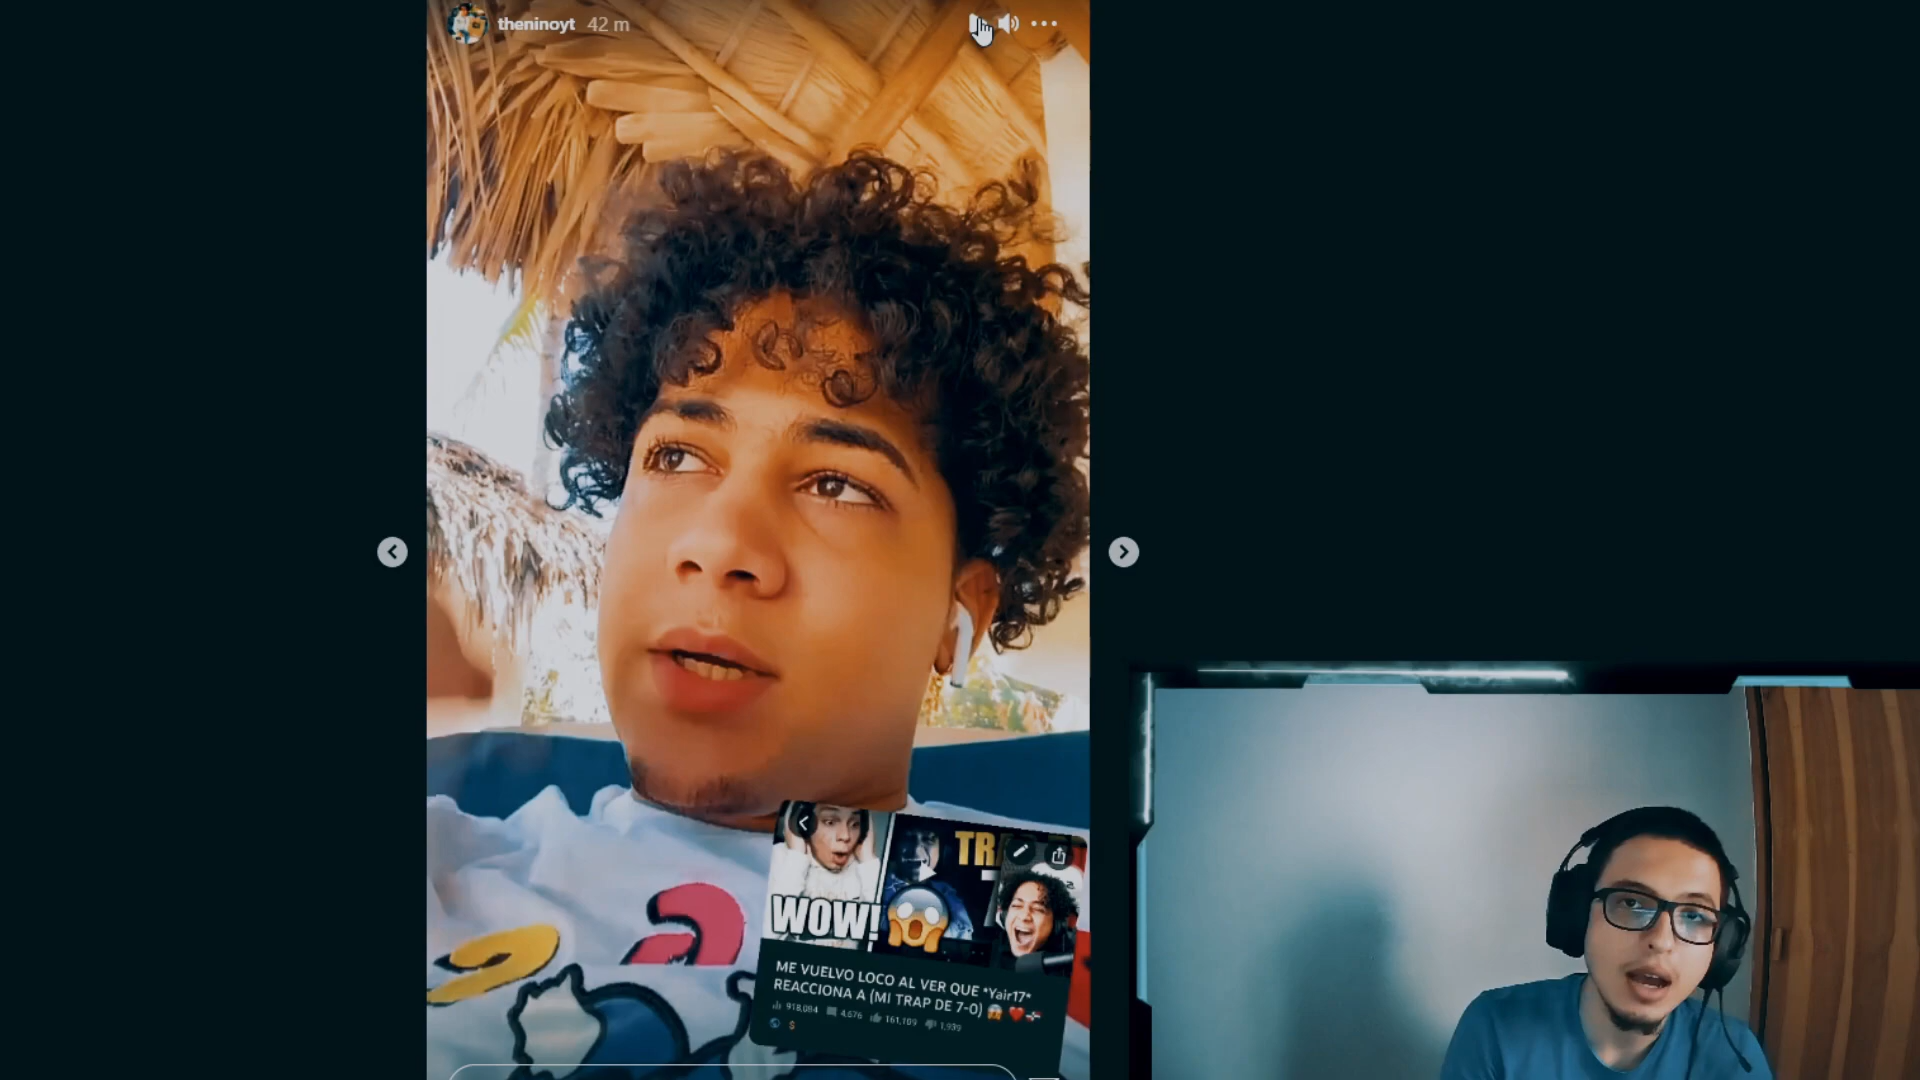 theninoyt 42 m
TRA
WOW!
ME VUELVO LOCO AL VER QUE *Yair17*
REACCIONA A (MI TRAP DE 7-0) 😱 ❤️🇩🇴
918,084 4,676 161,109 1,939
$